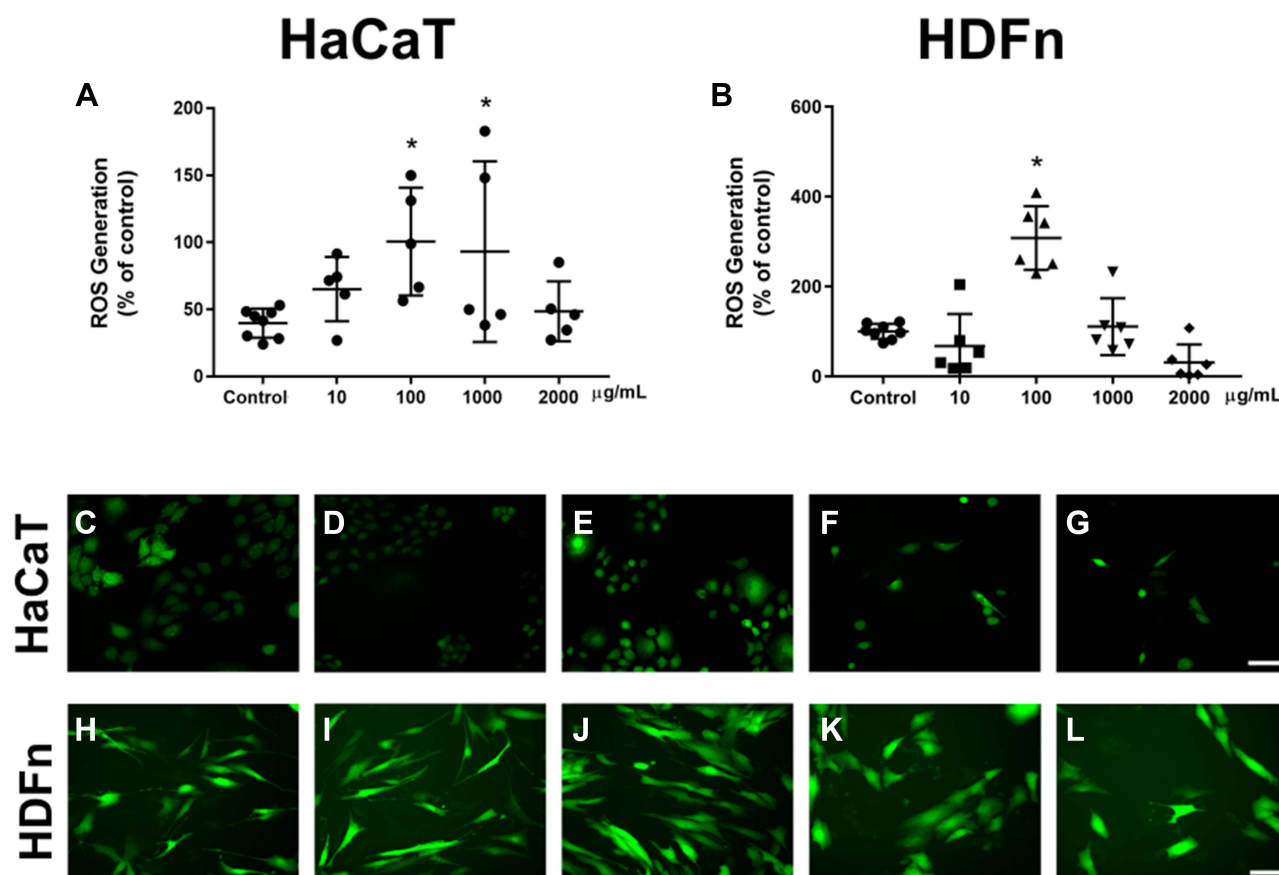 HaCaT
HDFn
A
B
ROS Generation
(% of control)
200
150
100
50
0
*
*
Control 10 100 1000 2000 μg/mL
ROS Generation
(% of control)
600
400
200
0
*
Control 10 100 1000 2000 μg/mL
HaCaT
C D E F G
HDFn
H I J K L